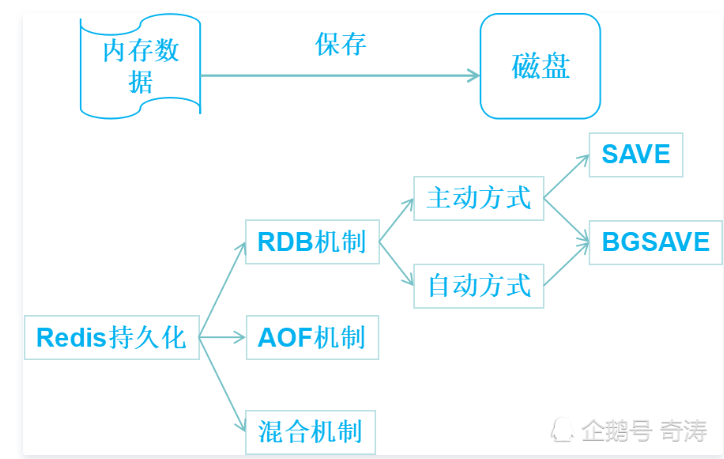 内存数
据
保存
磁盘
SAVE
主动方式
RDB机制
BGSAVE
自动方式
Redis持久化
AOF机制
混合机制
企鹅号 奇涛